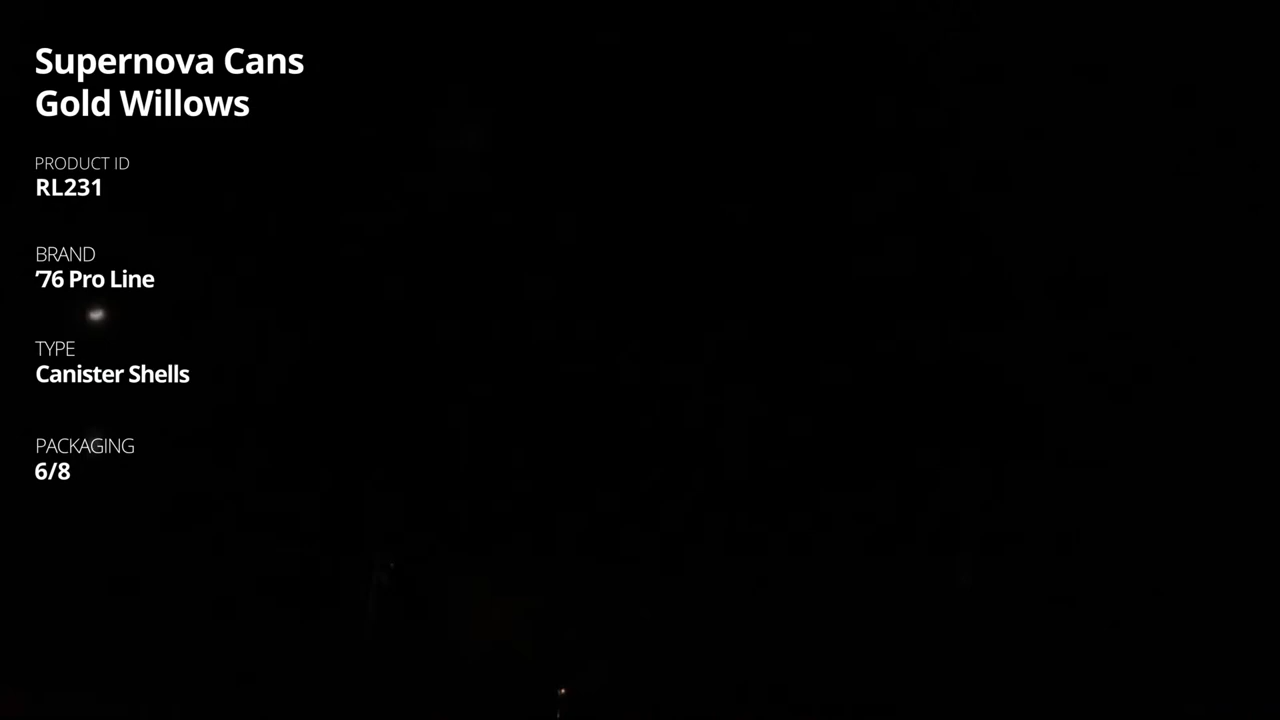 Supernova Cans
Gold Willows
PRODUCT ID
RL231
BRAND
'76 Pro Line
TYPE
Canister Shells
PACKAGING
6/8